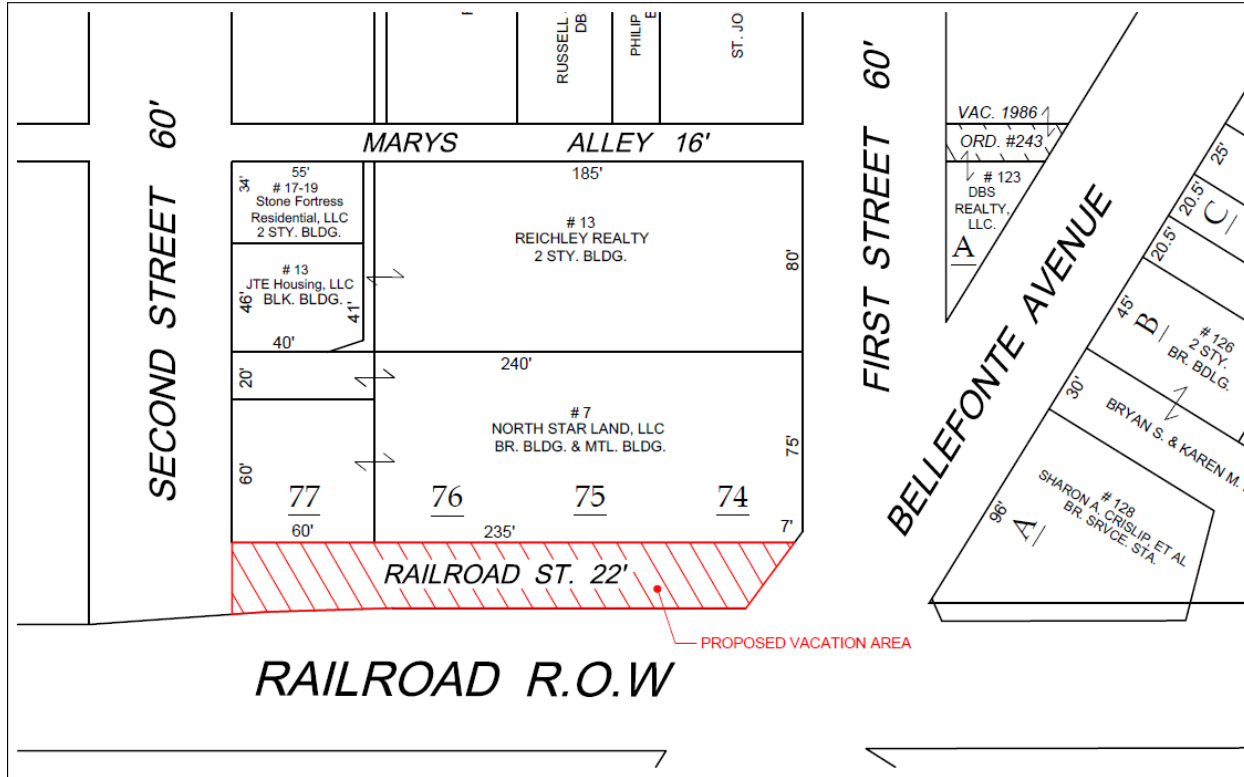 RUSSELL
DB
PHILIP
E
ST. JO
SECOND STREET 60'
MARYS ALLEY 16'
FIRST STREET 60'
VAC. 1986
ORD. #243
# 123
DBS
REALTY,
LLC.
A
BELLEFONTE AVENUE
55'
34'
# 17-19
Stone Fortress
Residential, LLC
2 STY. BLDG.
185'
# 13
REICHLEY REALTY
2 STY. BLDG.
80'
# 13
JTE Housing, LLC
BLK. BLDG.
46'
41'
40'
20'
240'
# 7
NORTH STAR LAND, LLC
BR. BLDG. & MTL. BLDG.
75'
60'
77
76
75
74
60'
235'
7'
25'
20.5'
C
20.5'
45'
B
# 126
2 STY.
BR. BDLG.
30'
BRYAN S. & KAREN M.
96'
A
# 128
SHARON A. CRISLIP, ET AL
BR. SRVCE. STA.
RAILROAD ST. 22'
PROPOSED VACATION AREA
RAILROAD R.O.W